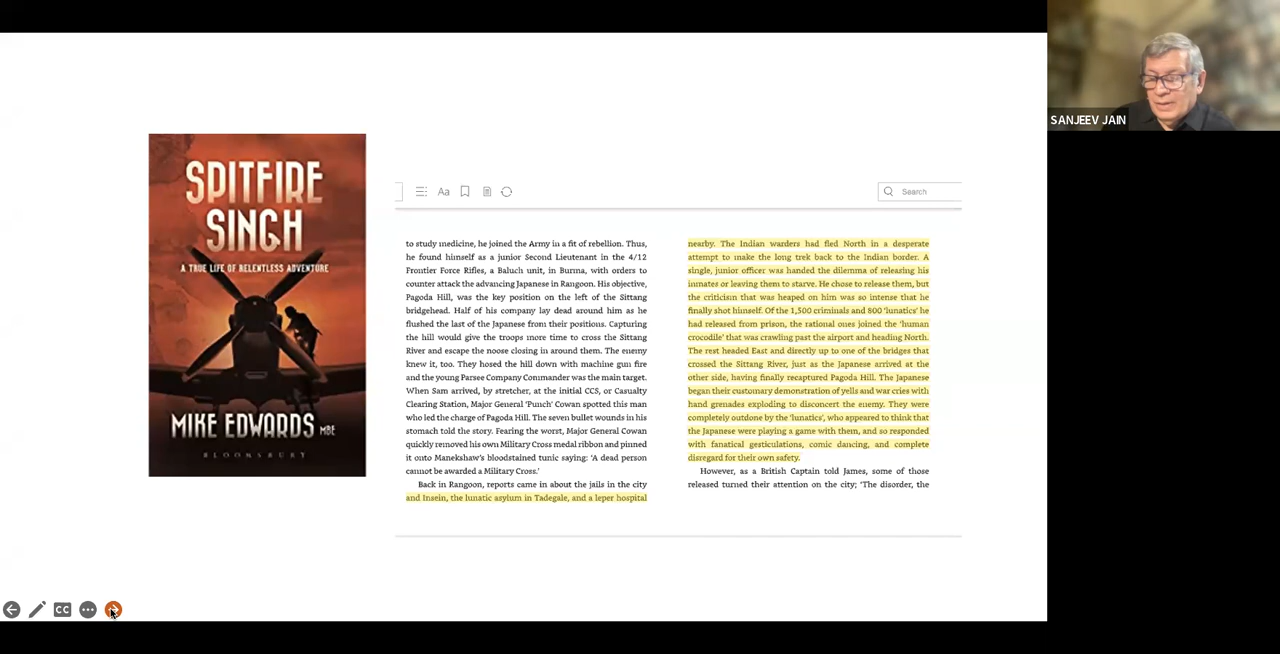 SANJEEV JAIN
SPITFIRE
SINGH
A TRUE LIFE OF RELENTLESS ADVENTURE
MIKE EDWARDS MBE
BLOOMSBURY
Aa
Search
to study medicine, he joined the Army in a fit of rebellion. Thus,
he found himself as a junior Second Lieutenant in the 4/12
Frontier Force Rifles, a Baluch unit, in Burma, with orders to
counter attack the advancing Japanese in Rangoon. His objective,
Pagoda Hill, was the key position on the left of the Sittang
bridgehead. Half of his company lay dead around him as he
flushed the last of the Japanese from their positions. Capturing
the hill would give the troops more time to cross the Sittang
River and escape the noose closing in around them. The enemy
knew it, too. They hosed the hill down with machine gun fire
and the young Parsee Company Commander was the main target.
When Sam arrived, by stretcher, at the initial CCS, or Casualty
Clearing Station, Major General 'Punch' Cowan spotted this man
who led the charge of Pagoda Hill. The seven bullet wounds in his
stomach told the story. Fearing the worst, Major General Cowan
quickly removed his own Military Cross medal ribbon and pinned
it onto Manekshaw's bloodstained tunic saying: 'A dead person
cannot be awarded a Military Cross.'
Back in Rangoon, reports came in about the jails in the city
and Insein, the lunatic asylum in Tadegale, and a leper hospital
nearby. The Indian warders had fled North in a desperate
attempt to make the long trek back to the Indian border. A
single, junior officer was handed the dilemma of releasing his
inmates or leaving them to starve. He chose to release them, but
the criticism that was heaped on him was so intense that he
finally shot himself. Of the 1,500 criminals and 800 'lunatics' he
had released from prison, the rational ones joined the 'human
crocodile' that was crawling past the airport and heading North.
The rest headed East and directly up to one of the bridges that
crossed the Sittang River, just as the Japanese arrived at the
other side, having finally recaptured Pagoda Hill. The Japanese
began their customary demonstration of yells and war cries with
hand grenades exploding to disconcert the enemy. They were
completely outdone by the 'lunatics', who appeared to think that
the Japanese were playing a game with them, and so responded
with fanatical gesticulations, comic dancing, and complete
disregard for their own safety.
However, as a British Captain told James, some of those
released turned their attention on the city; 'The disorder, the
CC